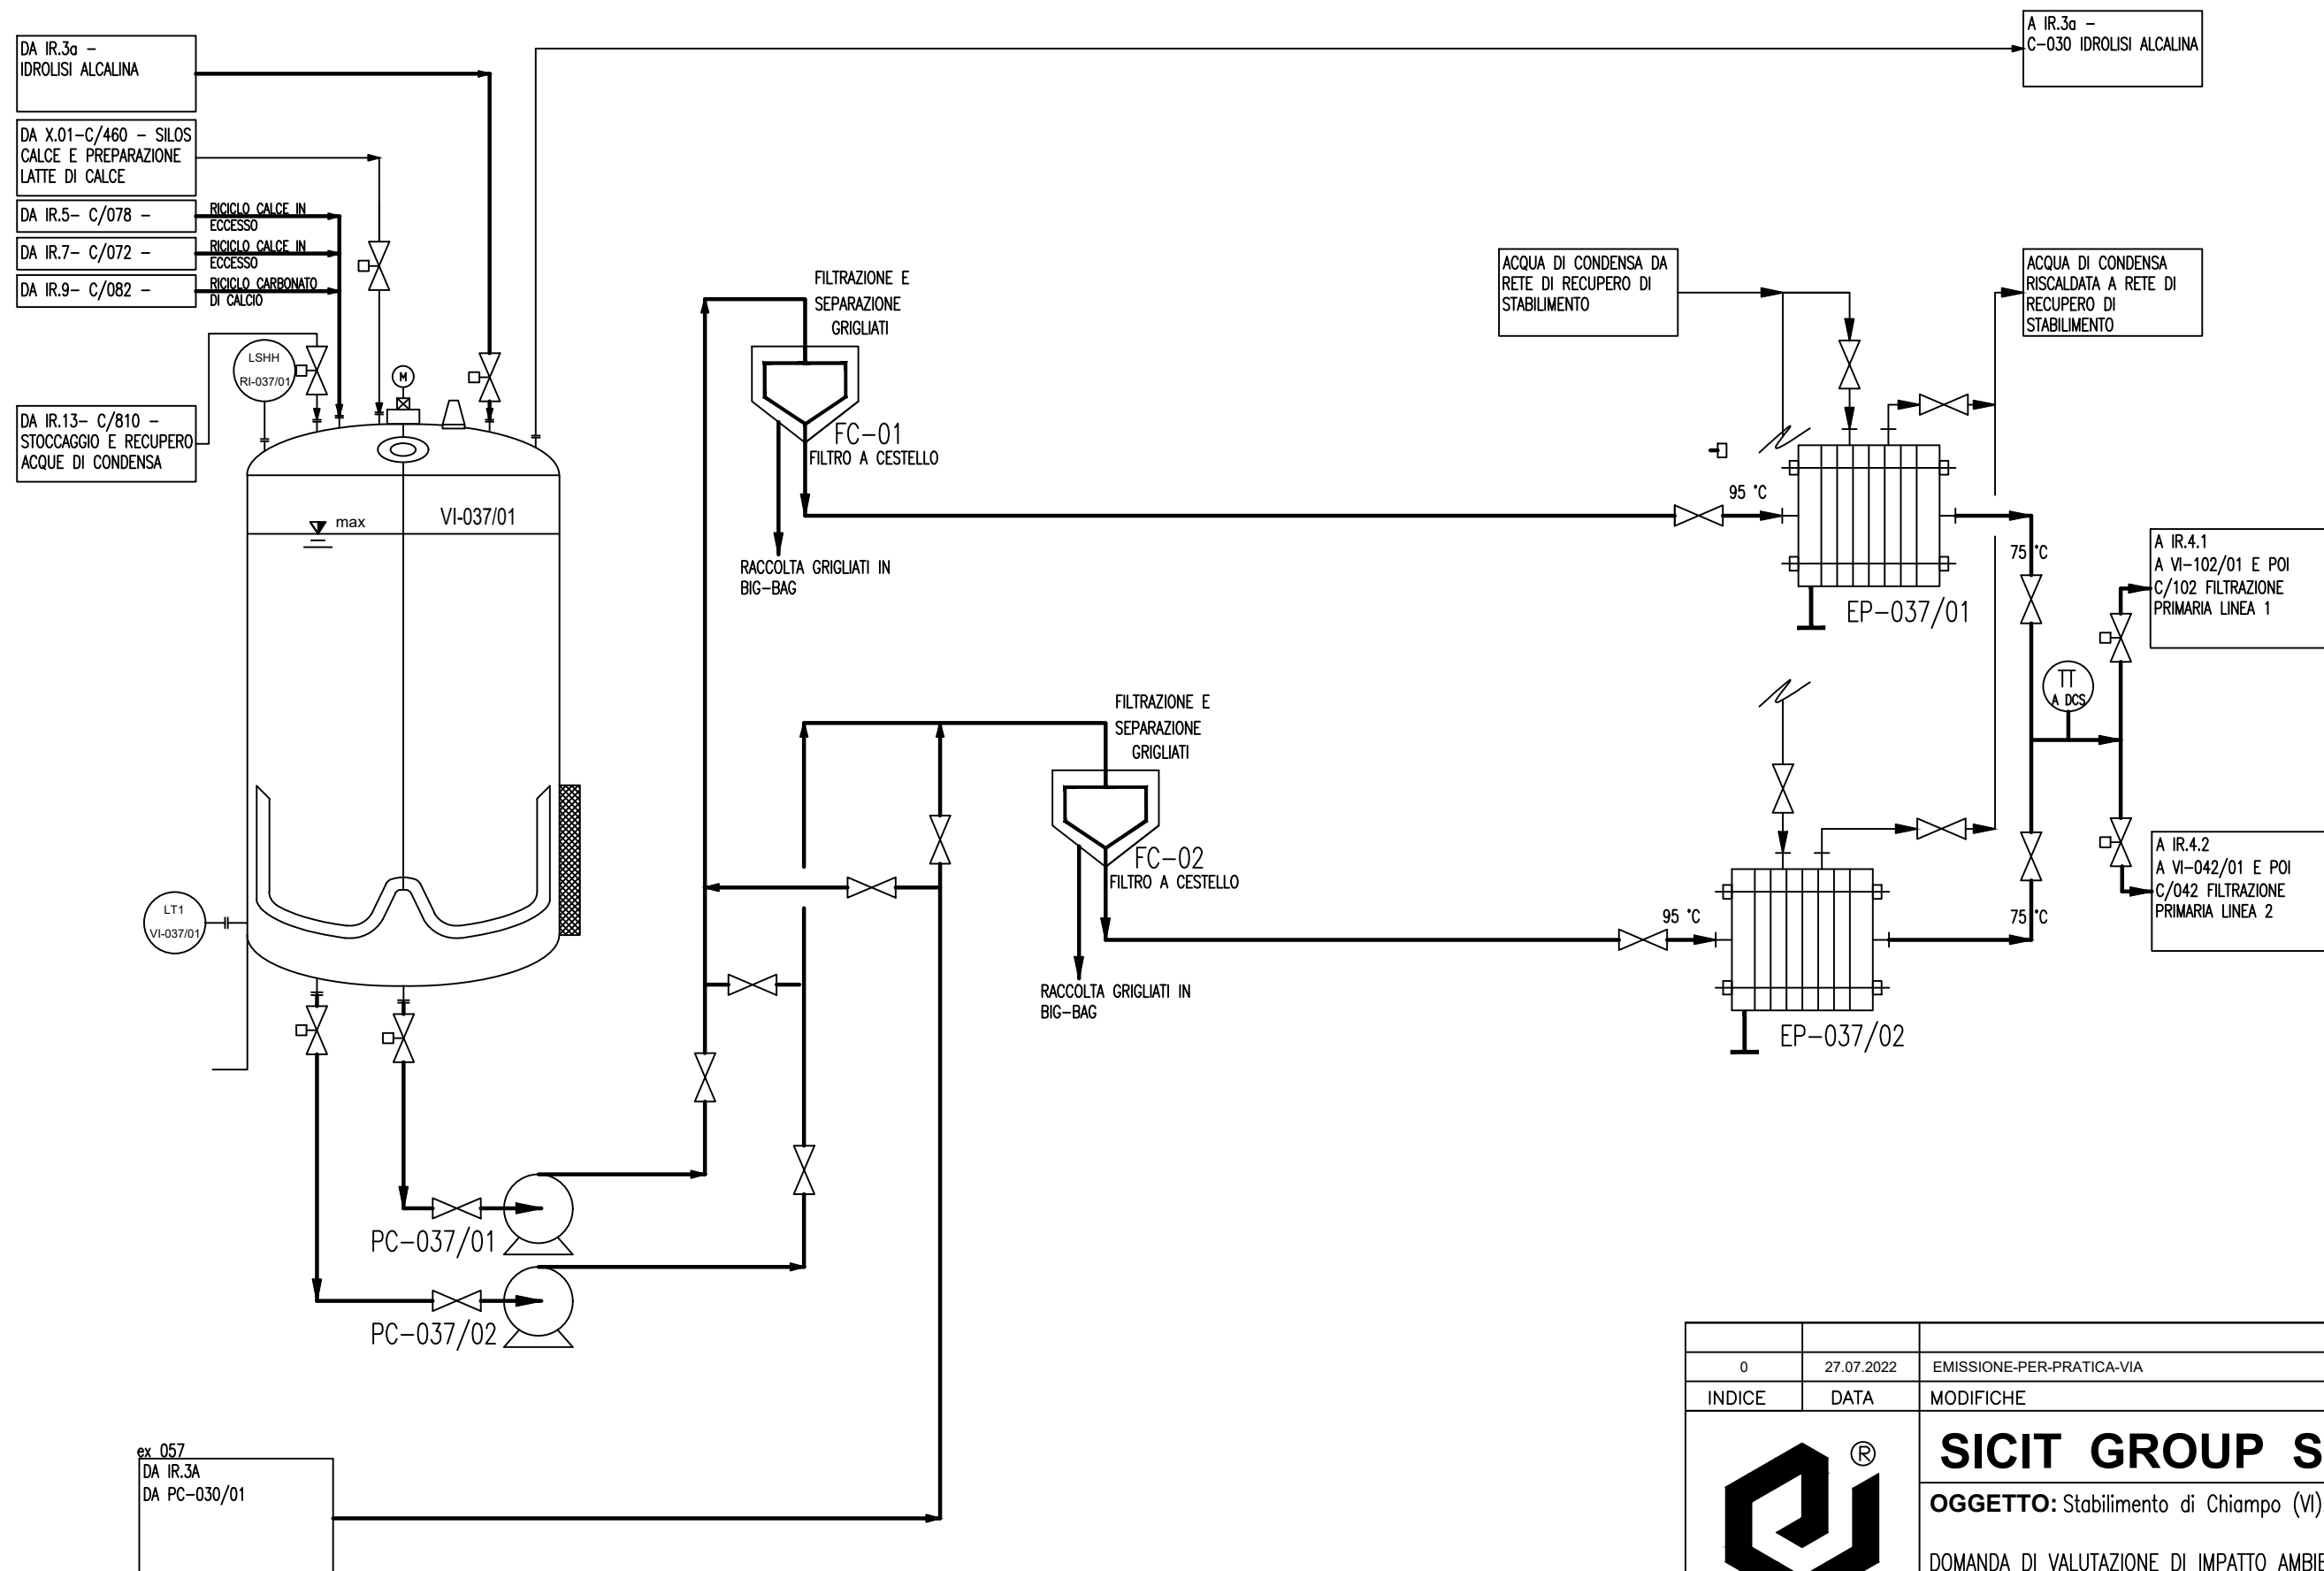 DA IR.3a –
IDROLISI ALCALINA
DA X.01–C/460 – SILOS
CALCE E PREPARAZIONE
LATTE DI CALCE
DA IR.5– C/078 –
RICICLO CALCE IN
ECCESSO
DA IR.7– C/072 –
RICICLO CALCE IN
ECCESSO
DA IR.9– C/082 –
RICICLO CARBONATO
DI CALCIO
LSHH
RI-037/01
M
DA IR.13– C/810 –
STOCCAGGIO E RECUPERO
ACQUE DI CONDENSA
max
VI-037/01
LT1
VI-037/01
A IR.3a –
C–030 IDROLISI ALCALINA
FILTRAZIONE E
SEPARAZIONE
GRIGLIATI
FC–01
FILTRO A CESTELLO
RACCOLTA GRIGLIATI IN
BIG–BAG
ACQUA DI CONDENSA DA
RETE DI RECUPERO DI
STABILIMENTO
ACQUA DI CONDENSA
RISCALDATA A RETE DI
RECUPERO DI
STABILIMENTO
95 °C
75 °C
EP–037/01
A IR.4.1
A VI–102/01 E POI
C/102 FILTRAZIONE
PRIMARIA LINEA 1
TT
A DCS
FILTRAZIONE E
SEPARAZIONE
GRIGLIATI
FC–02
FILTRO A CESTELLO
RACCOLTA GRIGLIATI IN
BIG–BAG
95 °C
75 °C
EP–037/02
A IR.4.2
A VI–042/01 E POI
C/042 FILTRAZIONE
PRIMARIA LINEA 2
PC–037/01
PC–037/02
ex 057
DA IR.3A
DA PC–030/01
0 27.07.2022 EMISSIONE-PER-PRATICA-VIA
INDICE DATA MODIFICHE
®
SICIT GROUP S
OGGETTO: Stabilimento di Chiampo (VI)
DOMANDA DI VALUTAZIONE DI IMPATTO AMBIE